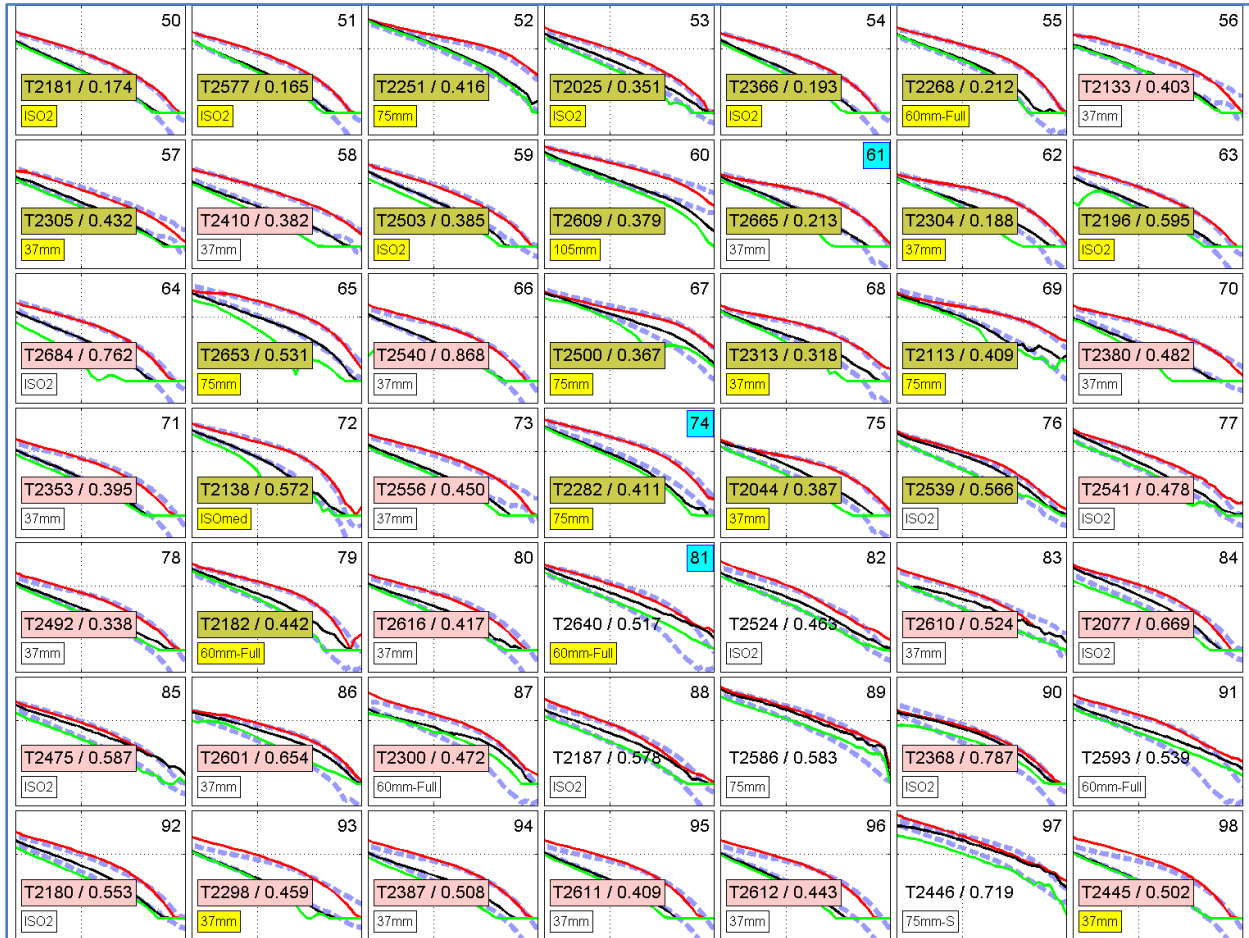 50
T2181 / 0.174
ISO2
51
T2577 / 0.165
ISO2
52
T2251 / 0.416
75mm
53
T2025 / 0.351
ISO2
54
T2366 / 0.193
ISO2
55
T2268 / 0.212
60mm-Full
56
T2133 / 0.403
37mm
57
T2305 / 0.432
37mm
58
T2410 / 0.382
37mm
59
T2503 / 0.385
ISO2
60
T2609 / 0.379
105mm
61
T2665 / 0.213
37mm
62
T2304 / 0.188
37mm
63
T2196 / 0.595
ISO2
64
T2684 / 0.762
ISO2
65
T2653 / 0.531
75mm
66
T2540 / 0.868
37mm
67
T2500 / 0.367
75mm
68
T2313 / 0.318
37mm
69
T2113 / 0.409
75mm
70
T2380 / 0.482
37mm
71
T2353 / 0.395
37mm
72
T2138 / 0.572
ISOmed
73
T2556 / 0.450
37mm
74
T2282 / 0.411
75mm
75
T2044 / 0.387
37mm
76
T2539 / 0.566
ISO2
77
T2541 / 0.478
ISO2
78
T2492 / 0.338
37mm
79
T2182 / 0.442
60mm-Full
80
T2616 / 0.417
37mm
81
T2640 / 0.517
60mm-Full
82
T2524 / 0.463
ISO2
83
T2610 / 0.524
37mm
84
T2077 / 0.669
ISO2
85
T2475 / 0.587
ISO2
86
T2601 / 0.654
37mm
87
T2300 / 0.472
60mm-Full
88
T2187 / 0.578
ISO2
89
T2586 / 0.583
75mm
90
T2368 / 0.787
ISO2
91
T2593 / 0.539
60mm-Full
92
T2180 / 0.553
ISO2
93
T2298 / 0.459
37mm
94
T2387 / 0.508
37mm
95
T2611 / 0.409
37mm
96
T2612 / 0.443
37mm
97
T2446 / 0.719
75mm-S
98
T2445 / 0.502
37mm